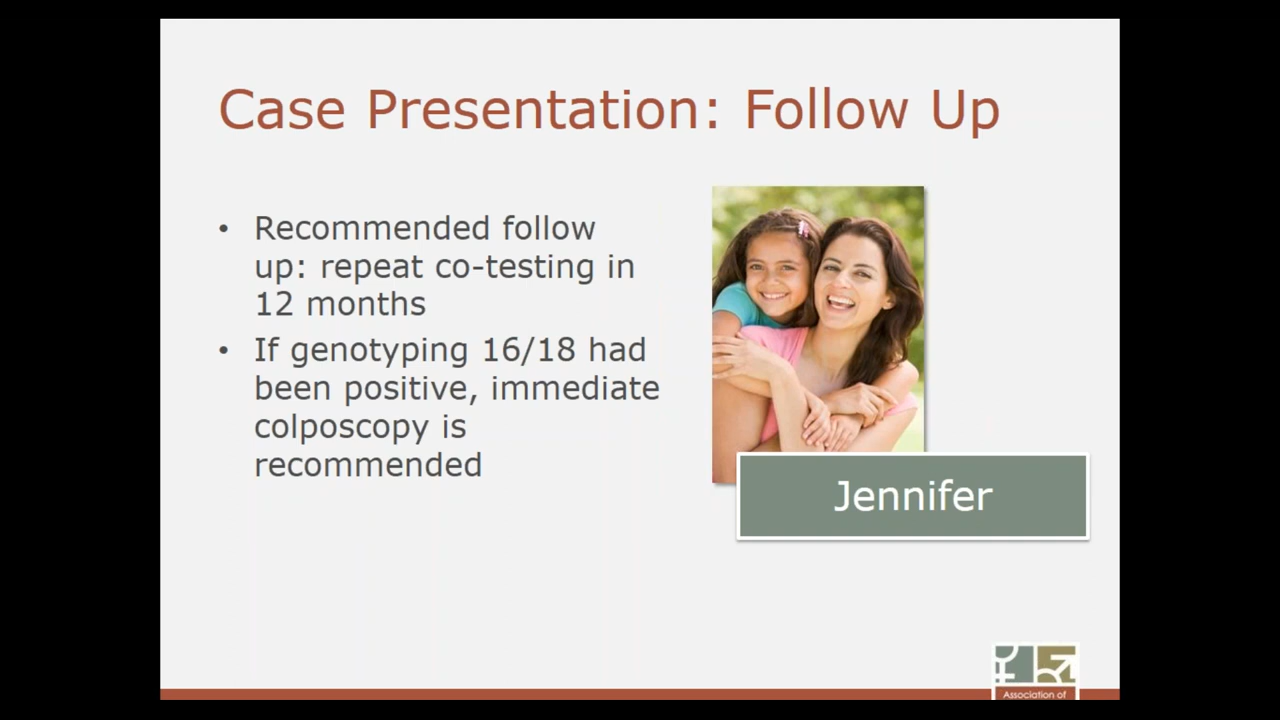 Case Presentation: Follow Up
• Recommended follow
up: repeat co-testing in
12 months
• If genotyping 16/18 had
been positive, immediate
colposcopy is
recommended
Jennifer
Association of